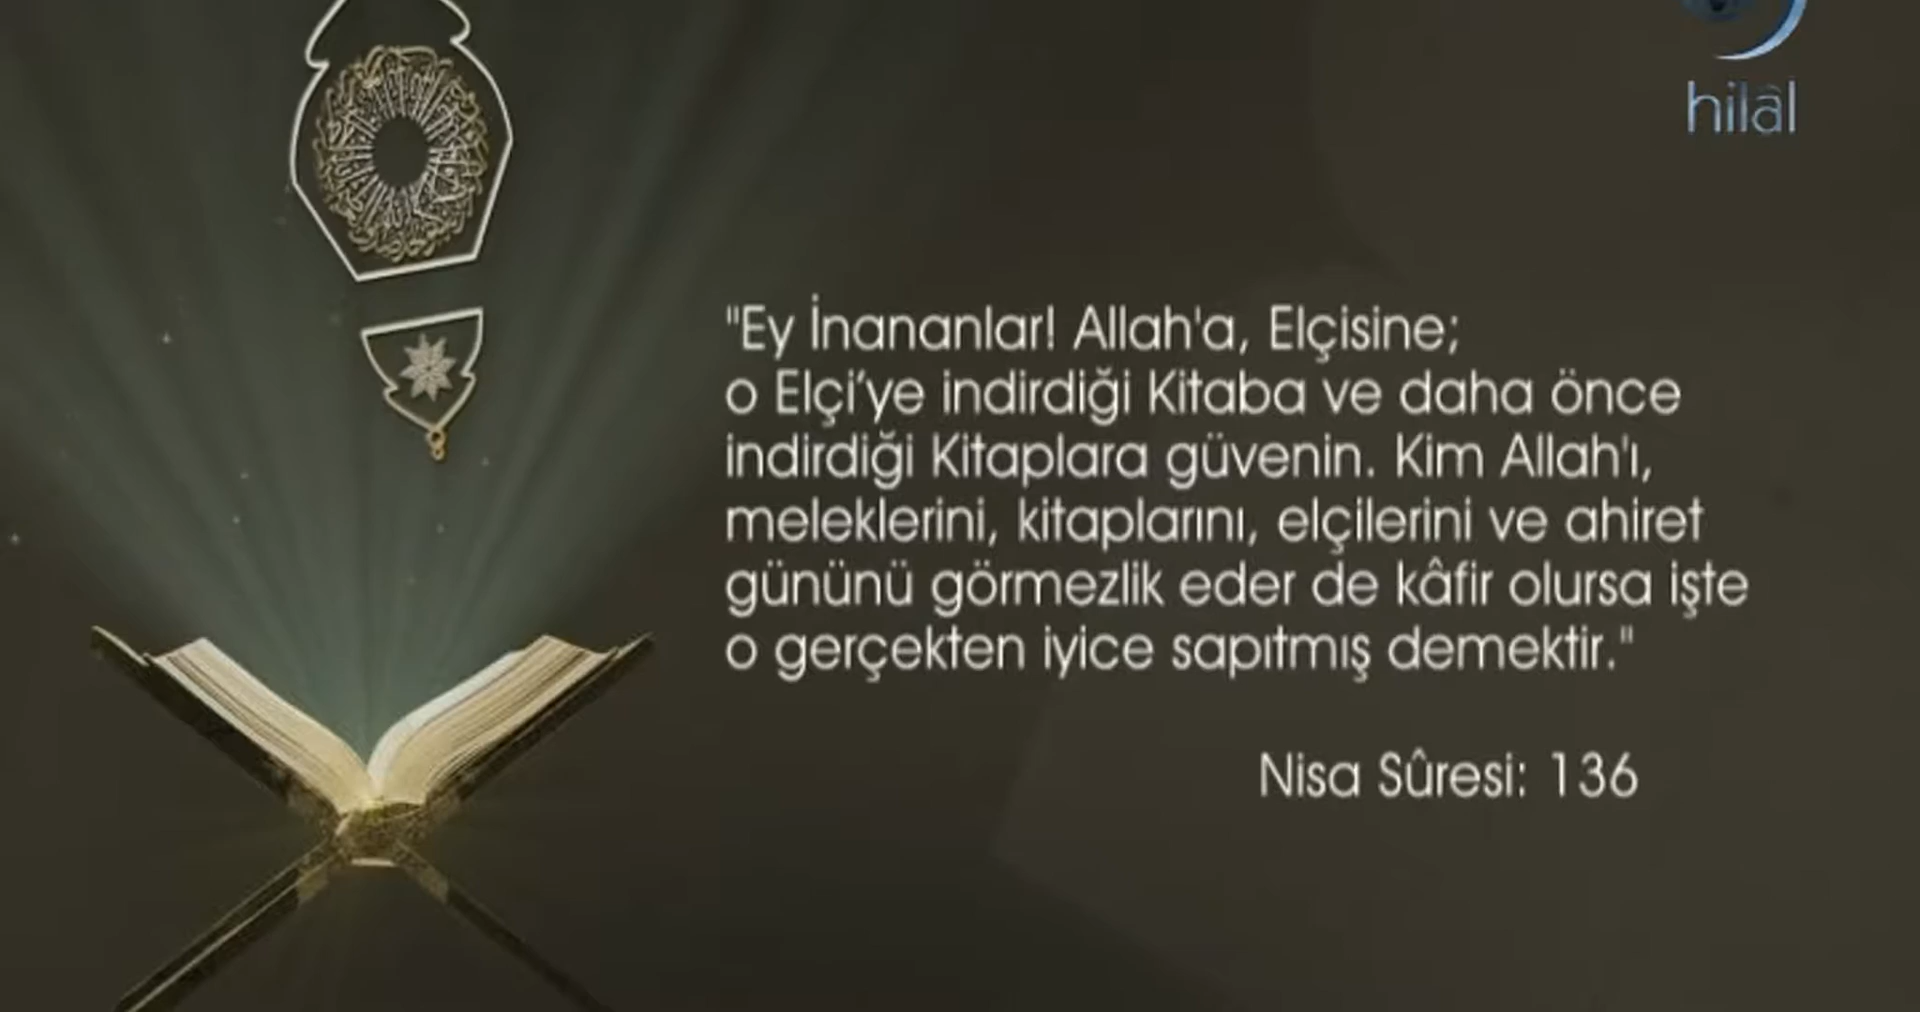 hilâl
"Ey İnananlar! Allah'a, Elçisine;
o Elçi’ye indirdiği Kitaba ve daha önce
indirdiği Kitaplara güvenin. Kim Allah'ı,
meleklerini, kitaplarını, elçilerini ve ahiret
gününü görmezlik eder de kâfir olursa işte
o gerçekten iyice sapıtmış demektir."
Nisa Sûresi: 136